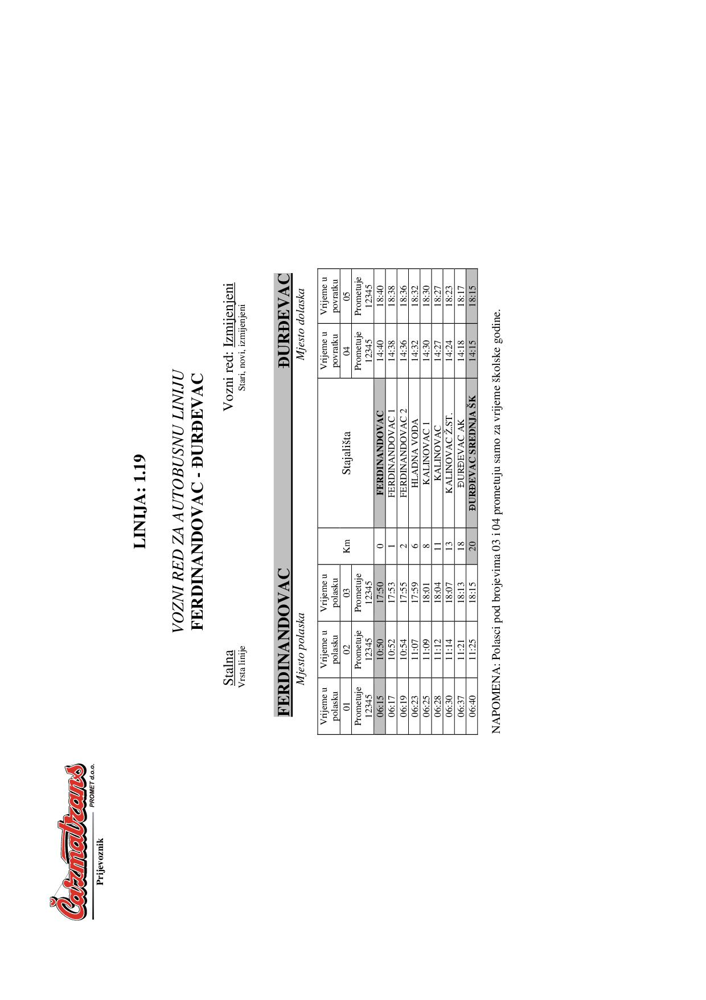 Čazmatrans
PROMET d.o.o.
Prijevoznik
LINIJA: 1.19
VOZNI RED ZA AUTOBUSNU LINIJU
FERDINANDOVAC - ĐURĐEVAC
Stalna Vozni red: Izmijenjeni
Vrsta linije Stari, novi, izmijenjeni
FERDINANDOVAC ĐURĐEVAC
Mjesto polaska Mjesto dolaska
Vrijeme u polasku Vrijeme u polasku Vrijeme u polasku Km Stajališta Vrijeme u povratku Vrijeme u povratku
01 02 03 04 05
Prometuje 12345 Prometuje 12345 Prometuje 12345 Prometuje 12345 Prometuje 12345
06:15 10:50 17:50 0 FERDINANDOVAC 14:40 18:40
06:17 10:52 17:53 1 FERDINANDOVAC 1 14:38 18:38
06:19 10:54 17:55 2 FERDINANDOVAC 2 14:36 18:36
06:23 11:07 17:59 6 HLADNA VODA 14:32 18:32
06:25 11:09 18:01 8 KALINOVAC 1 14:30 18:30
06:28 11:12 18:04 11 KALINOVAC 14:27 18:27
06:30 11:14 18:07 13 KALINOVAC Ž.ST. 14:24 18:23
06:37 11:21 18:13 18 ĐURĐEVAC AK 14:18 18:17
06:40 11:25 18:15 20 ĐURĐEVAC SREDNJA ŠK 14:15 18:15
NAPOMENA: Polasci pod brojevima 03 i 04 prometuju samo za vrijeme školske godine.